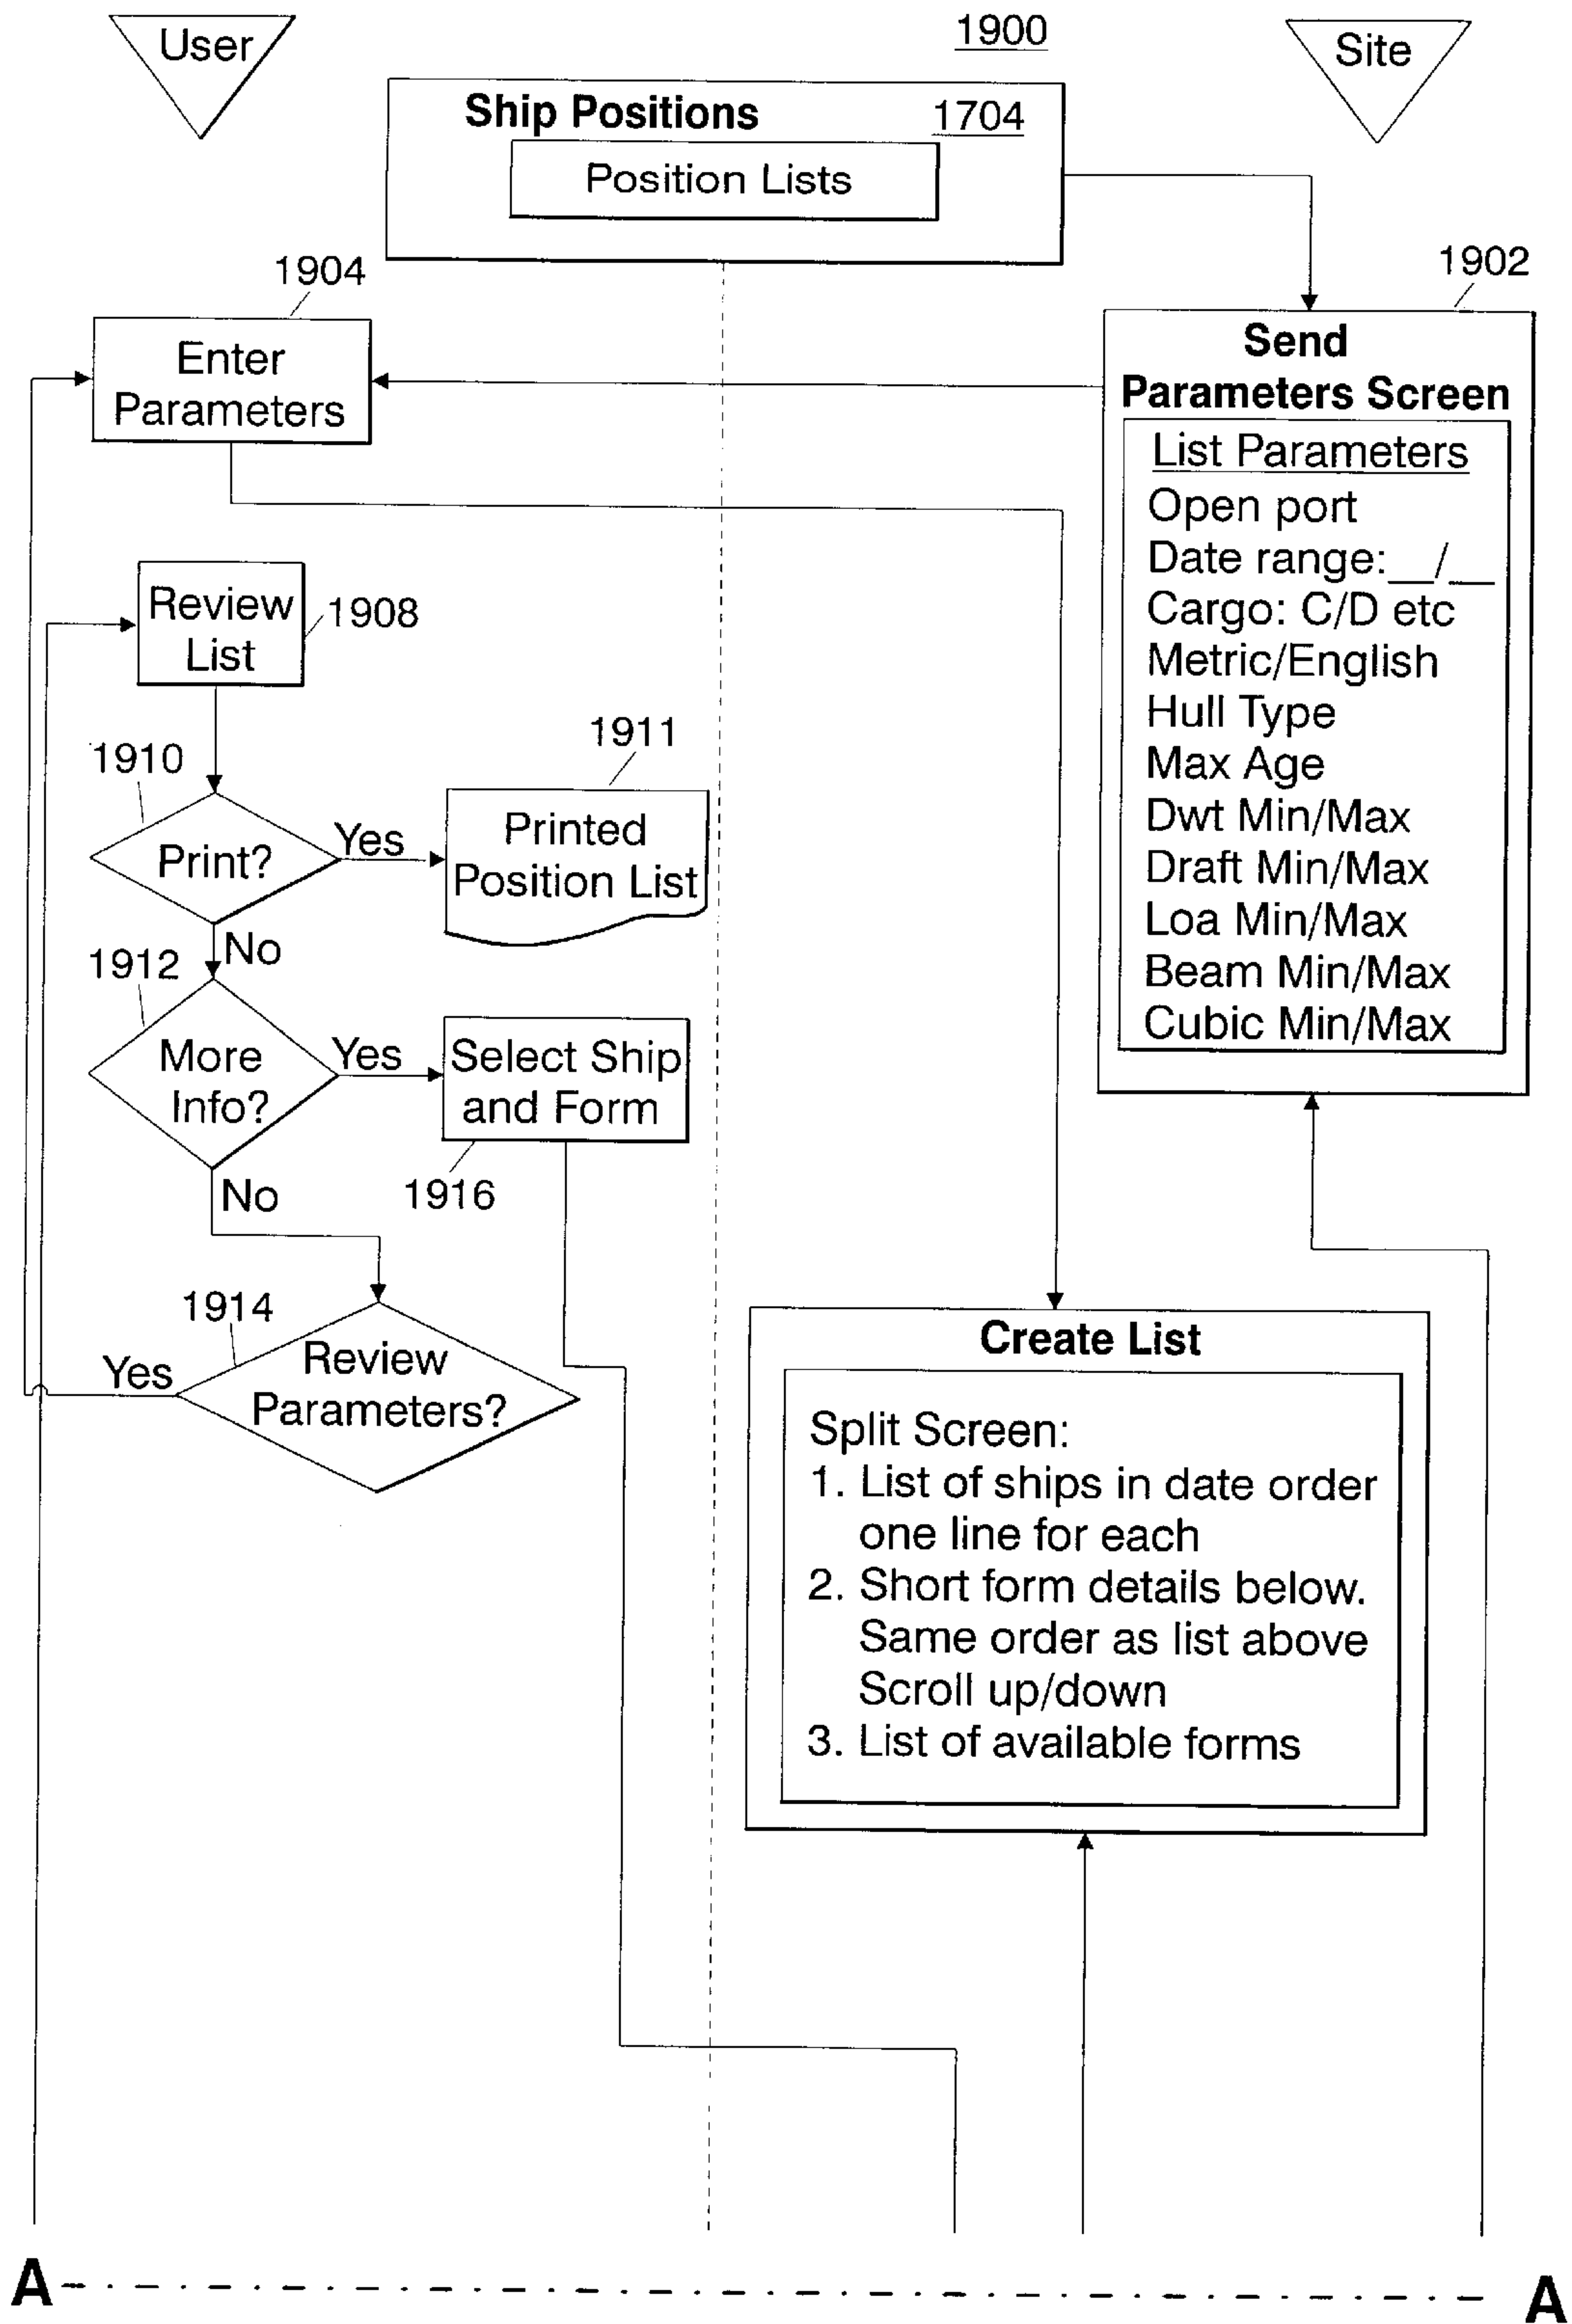 User
1900
Site
Ship Positions
1704
Position Lists
1904
1902
Enter
Parameters
Send
Parameters Screen
List Parameters
Open port
Date range:__/__
Cargo: C/D etc
Metric/English
Hull Type
Max Age
Dwt Min/Max
Draft Min/Max
Loa Min/Max
Beam Min/Max
Cubic Min/Max
Review
List
1908
1910
Print?
Yes
1911
Printed
Position List
No
1912
More
Info?
Yes
Select Ship
and Form
1916
No
1914
Review
Parameters?
Yes
Create List
Split Screen:
1. List of ships in date order
one line for each
2. Short form details below.
Same order as list above
Scroll up/down
3. List of available forms
A
A